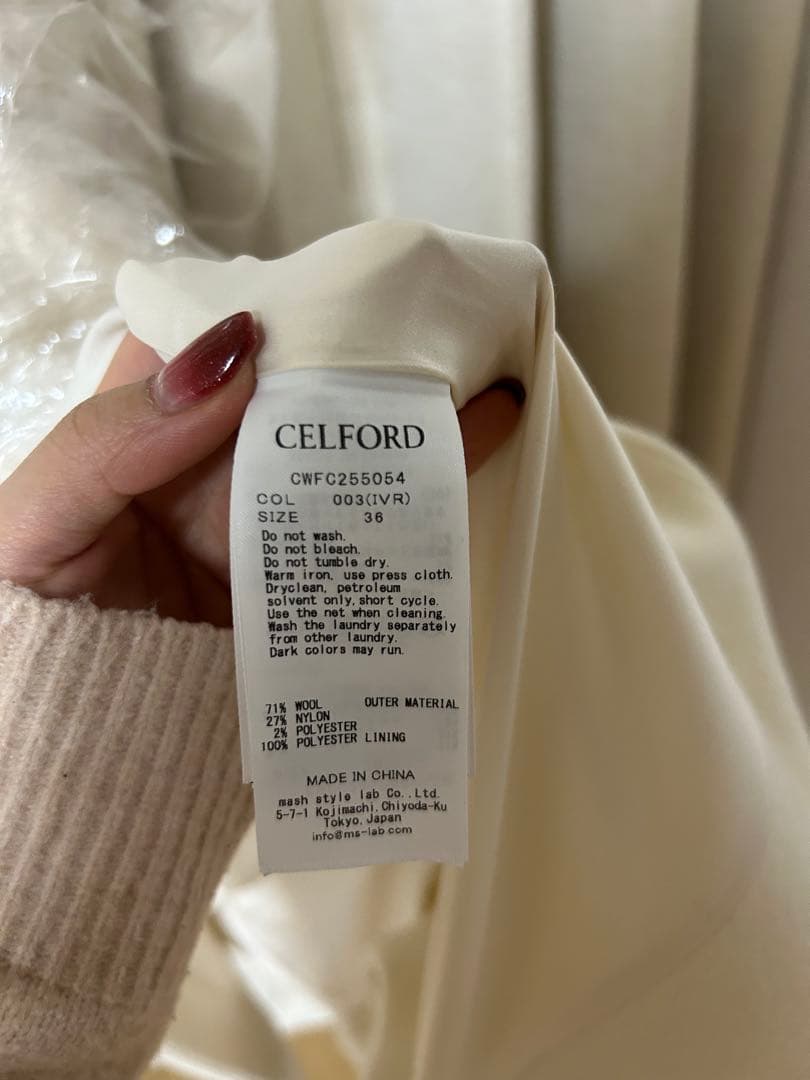 CELFORD
CWFC255054
COL 003(IVR)
SIZE 36
Do not wash.
Do not bleach.
Do not tumble dry.
Warm iron, use press cloth.
Dryclean, petroleum
solvent only, short cycle.
Use the net when cleaning.
Wash the laundry separately
from other laundry.
Dark colors may run.
71% WOOL OUTER MATERIAL
27% NYLON
2% POLYESTER
100% POLYESTER LINING
MADE IN CHINA
mash style lab Co.,Ltd.
5-7-1 Kojimachi,Chiyoda-Ku
Tokyo,Japan
info@ms-lab.com